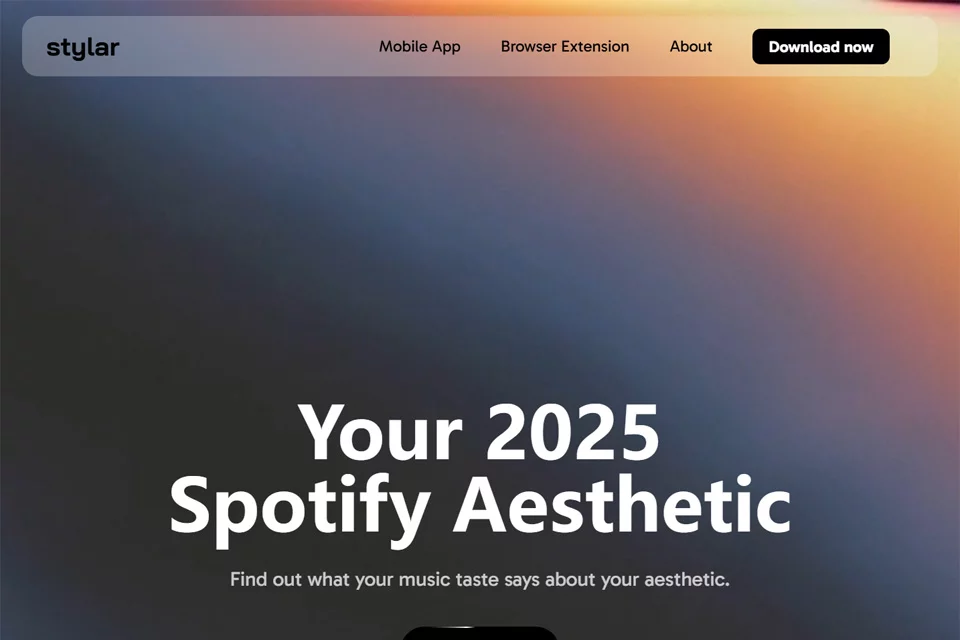 stylar
Mobile App
Browser Extension
About
Download now
Your 2025
Spotify Aesthetic
Find out what your music taste says about your aesthetic.